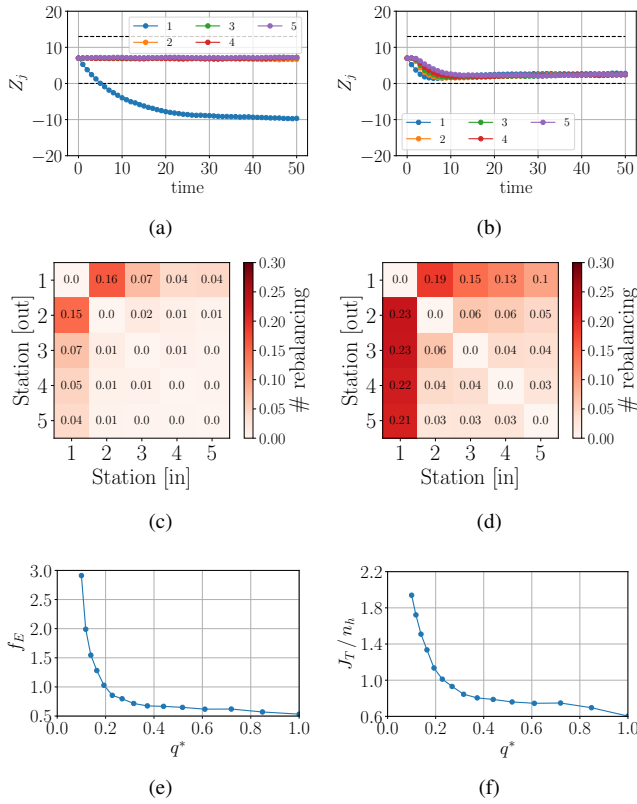 20
10
0
−10
−20
Z_j
1 3 5
2 4
0 10 20 30 40 50
time
(a)
20
10
0
−10
−20
Z_j
1 3 5
2 4
0 10 20 30 40 50
time
(b)
Station [out]
1 0.0 0.16 0.07 0.04 0.04
2 0.15 0.0 0.02 0.01 0.01
3 0.07 0.01 0.0 0.01 0.0
4 0.05 0.01 0.01 0.0 0.0
5 0.04 0.01 0.0 0.0 0.0
1 2 3 4 5
Station [in]
0.30
0.25
0.20
0.15
0.10
0.05
0.00
# rebalancing
(c)
Station [out]
1 0.0 0.19 0.15 0.13 0.1
2 0.23 0.0 0.06 0.06 0.05
3 0.23 0.06 0.0 0.04 0.04
4 0.22 0.04 0.04 0.0 0.03
5 0.21 0.03 0.03 0.03 0.0
1 2 3 4 5
Station [in]
0.30
0.25
0.20
0.15
0.10
0.05
0.00
# rebalancing
(d)
3.0
2.5
2.0
1.5
1.0
0.5
f_E
0.0 0.2 0.4 0.6 0.8 1.0
q*
(e)
2.2
1.8
1.4
1.0
0.6
J_T / n_h
0.0 0.2 0.4 0.6 0.8 1.0
q*
(f)